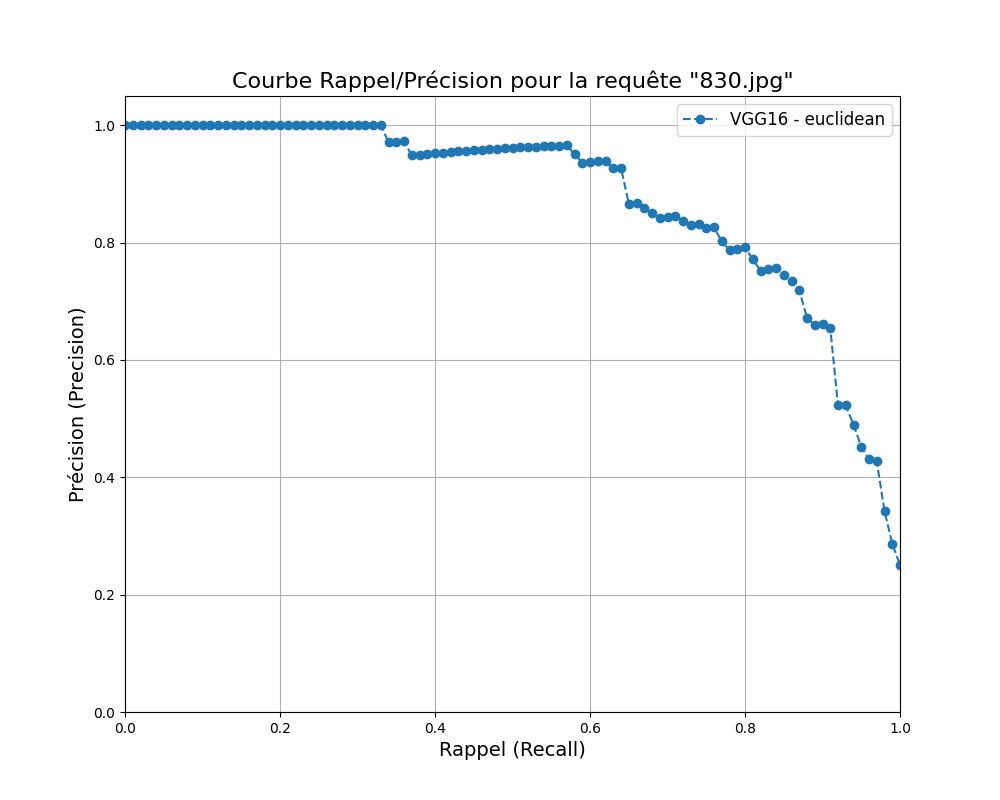 Courbe Rappel/Précision pour la requête "830.jpg"
VGG16 - euclidean
1.0
0.8
0.6
0.4
0.2
0.0
Précision (Precision)
0.0 0.2 0.4 0.6 0.8 1.0
Rappel (Recall)